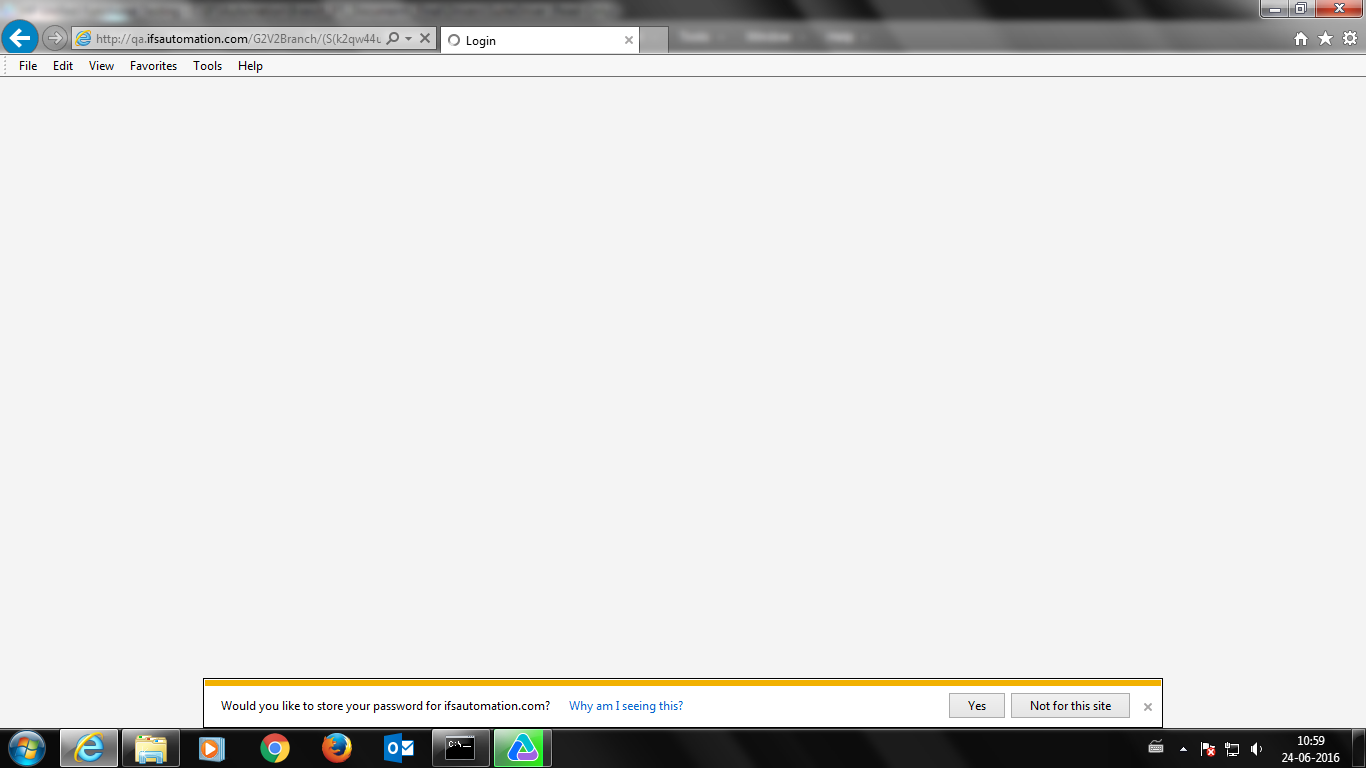 http://qa.ifsautomation.com/G2V2Branch/(S(k2qw44u
Login
File Edit View Favorites Tools Help
Would you like to store your password for ifsautomation.com? Why am I seeing this? Yes Not for this site
C:\_
10:59
24-06-2016